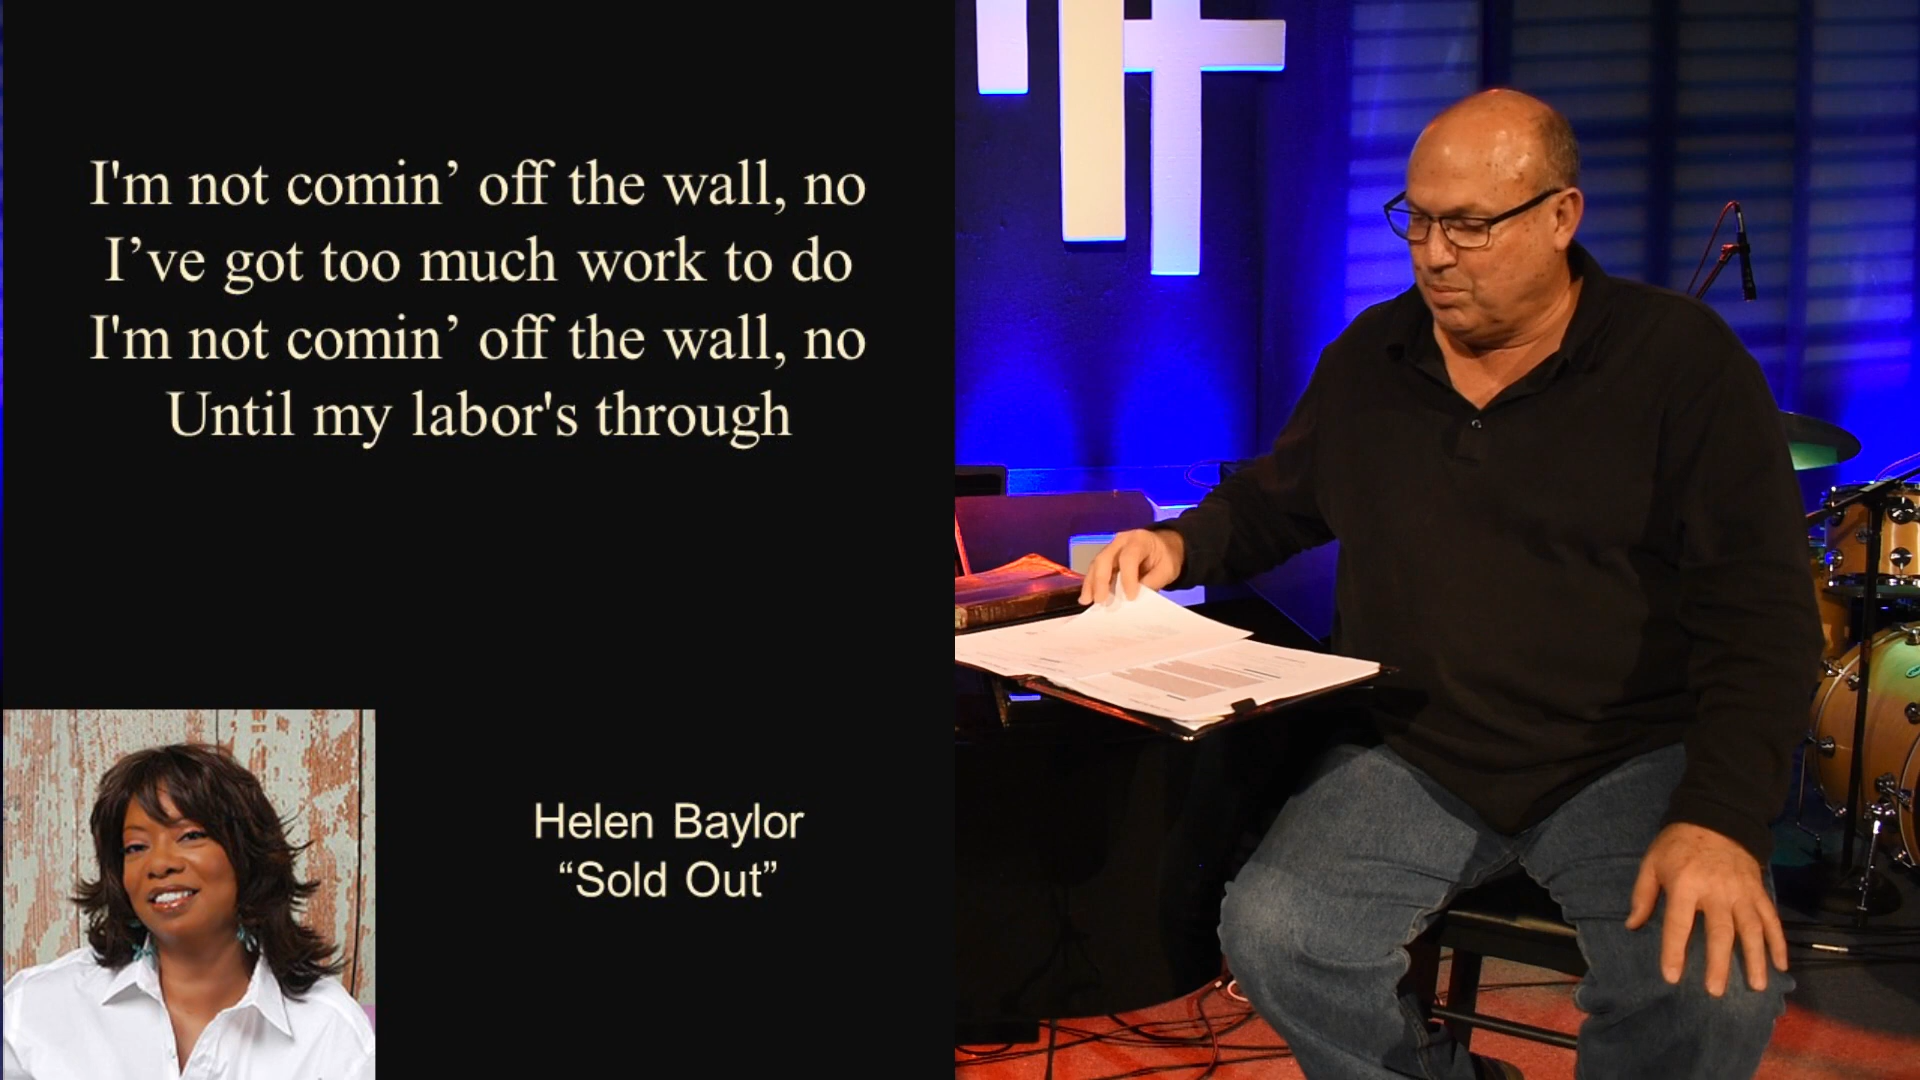 I'm not comin’ off the wall, no
I’ve got too much work to do
I'm not comin’ off the wall, no
Until my labor's through
Helen Baylor
“Sold Out”